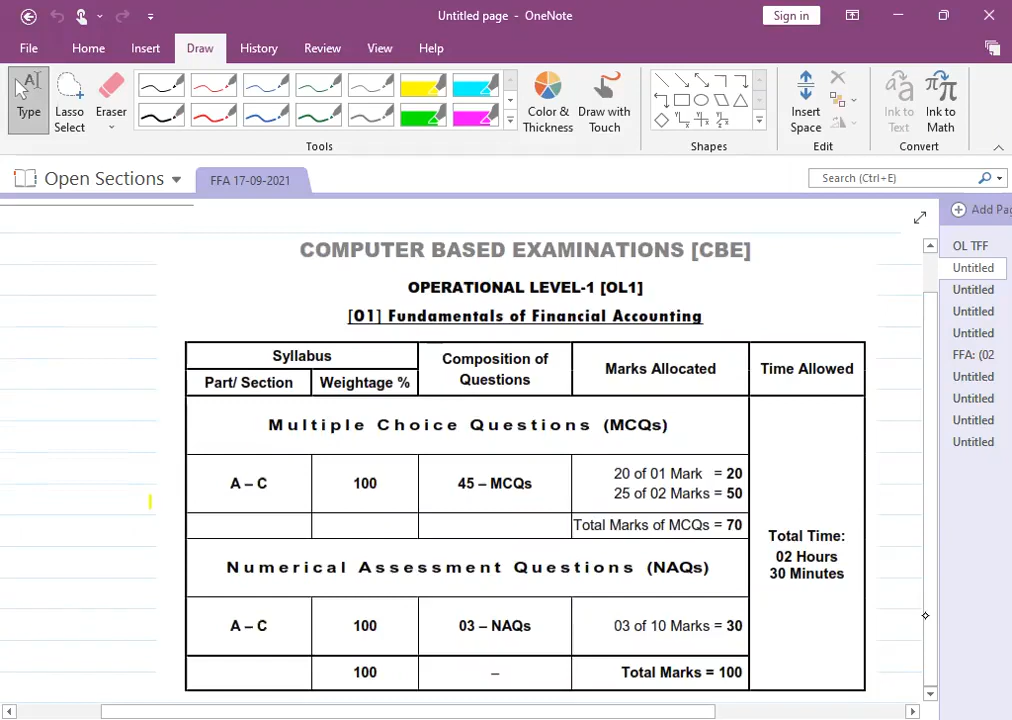 Untitled page - OneNote
Sign in
File Home Insert Draw History Review View Help
Type
Lasso Select
Eraser
Color & Thickness
Draw with Touch
Insert Space
Ink to Text
Ink to Math
Tools
Shapes
Edit
Convert
Open Sections
FFA 17-09-2021
Search (Ctrl+E)
Add Pag
OL TFF
Untitled
Untitled
Untitled
Untitled
FFA: (02
Untitled
Untitled
Untitled
Untitled
COMPUTER BASED EXAMINATIONS [CBE]
OPERATIONAL LEVEL-1 [OL1]
[01] Fundamentals of Financial Accounting
Syllabus
Part/ Section
Weightage %
Composition of Questions
Marks Allocated
Time Allowed
Multiple Choice Questions (MCQs)
A – C
100
45 – MCQs
20 of 01 Mark = 20
25 of 02 Marks = 50
Total Marks of MCQs = 70
Total Time:
02 Hours
30 Minutes
Numerical Assessment Questions (NAQs)
A – C
100
03 – NAQs
03 of 10 Marks = 30
100
–
Total Marks = 100